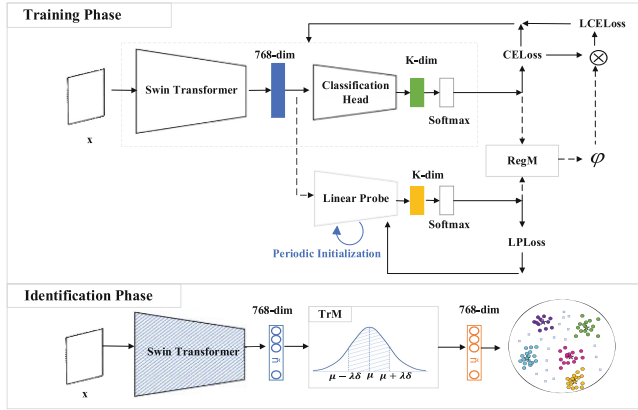 Training Phase
LCELoss
768-dim
CELoss
K-dim
Swin Transformer
Classification
Head
⊗
x
Softmax
RegM
φ
K-dim
Linear Probe
Softmax
Periodic Initialization
LPLoss
Identification Phase
768-dim
TrM
768-dim
Swin Transformer
x
μ − λδ μ μ + λδ